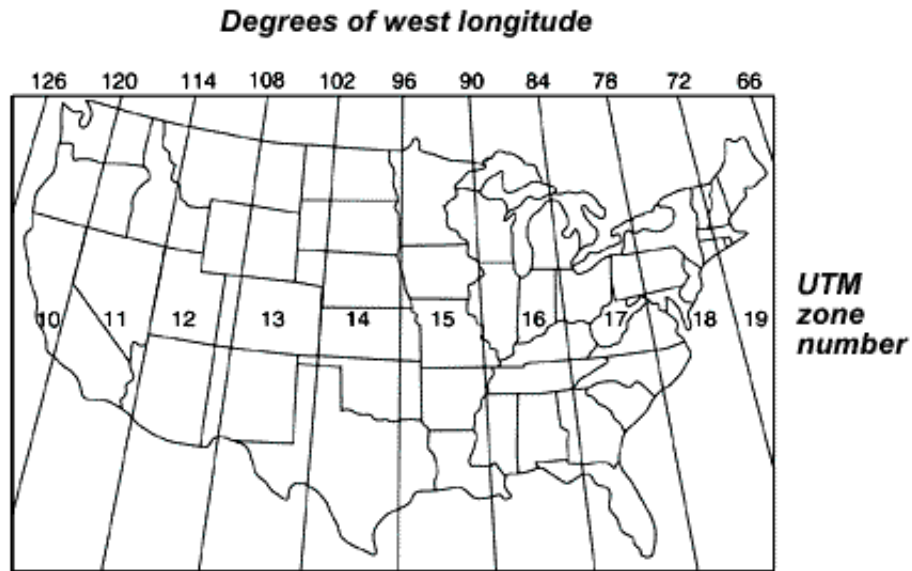 Degrees of west longitude
126 120 114 108 102 96 90 84 78 72 66
10 11 12 13 14 15 16 17 18 19
UTM
zone
number